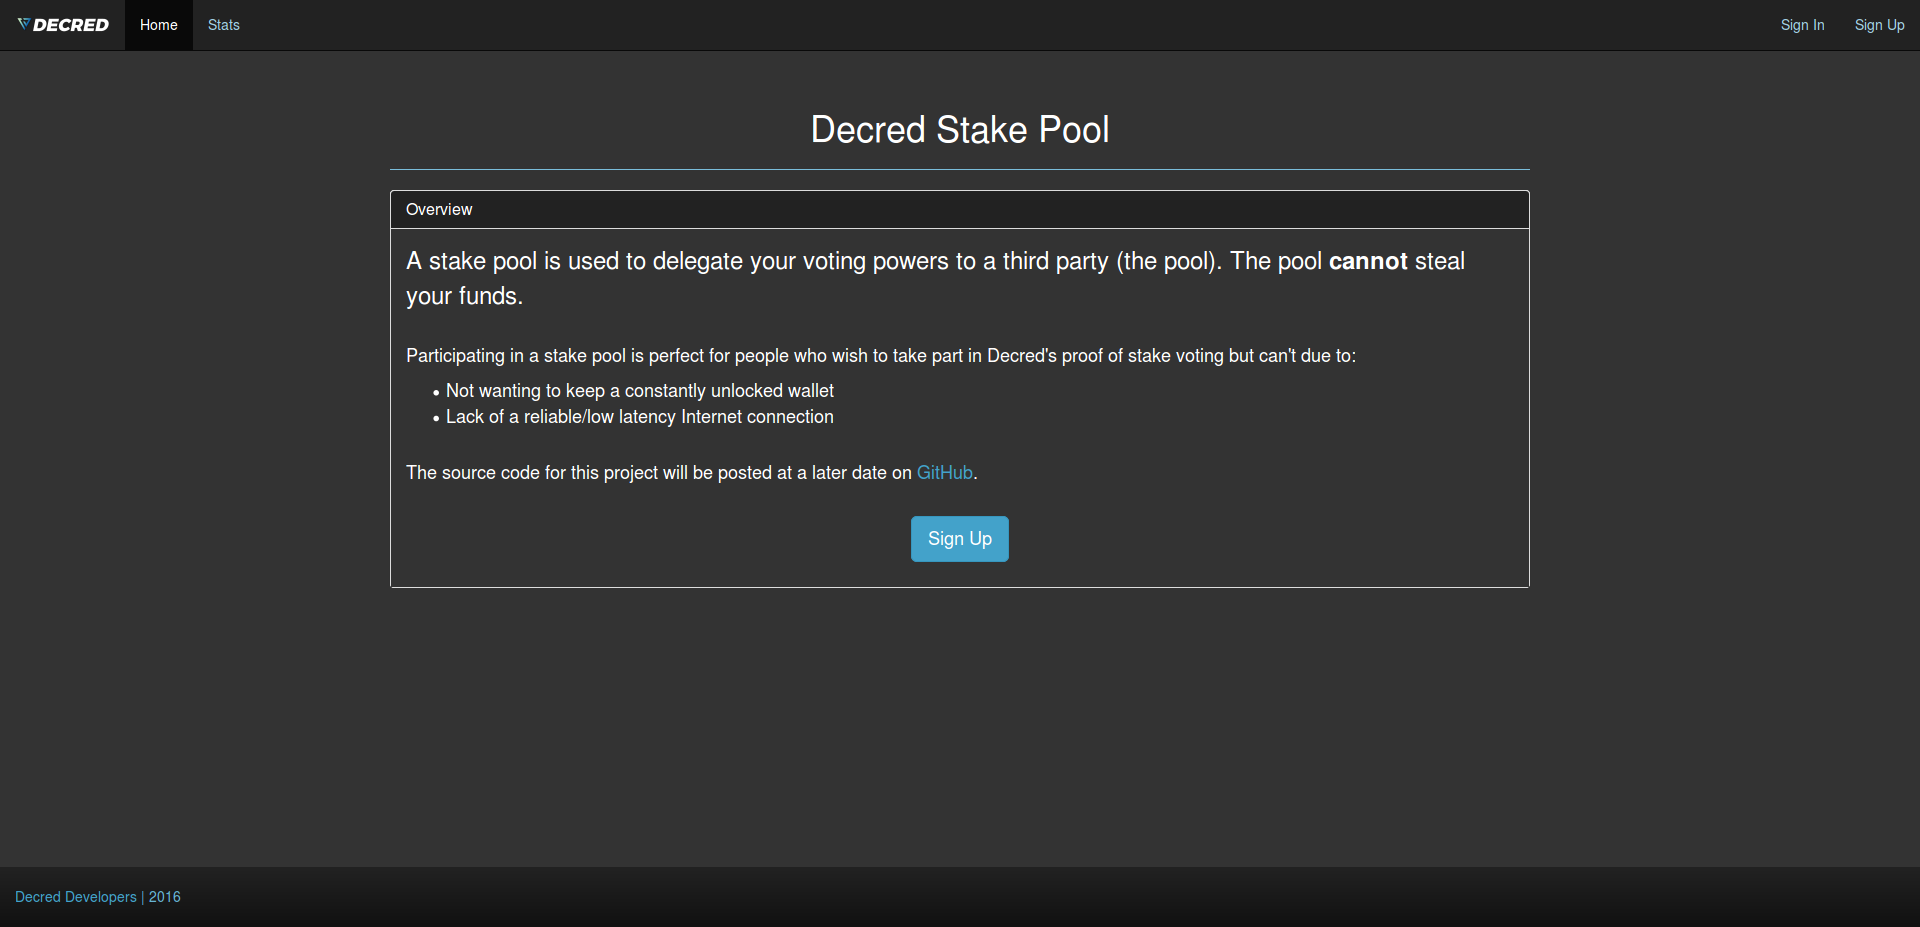 DECRED Home Stats Sign In Sign Up
Decred Stake Pool
Overview
A stake pool is used to delegate your voting powers to a third party (the pool). The pool cannot steal
your funds.
Participating in a stake pool is perfect for people who wish to take part in Decred's proof of stake voting but can't due to:
• Not wanting to keep a constantly unlocked wallet
• Lack of a reliable/low latency Internet connection
The source code for this project will be posted at a later date on GitHub.
Sign Up
Decred Developers | 2016